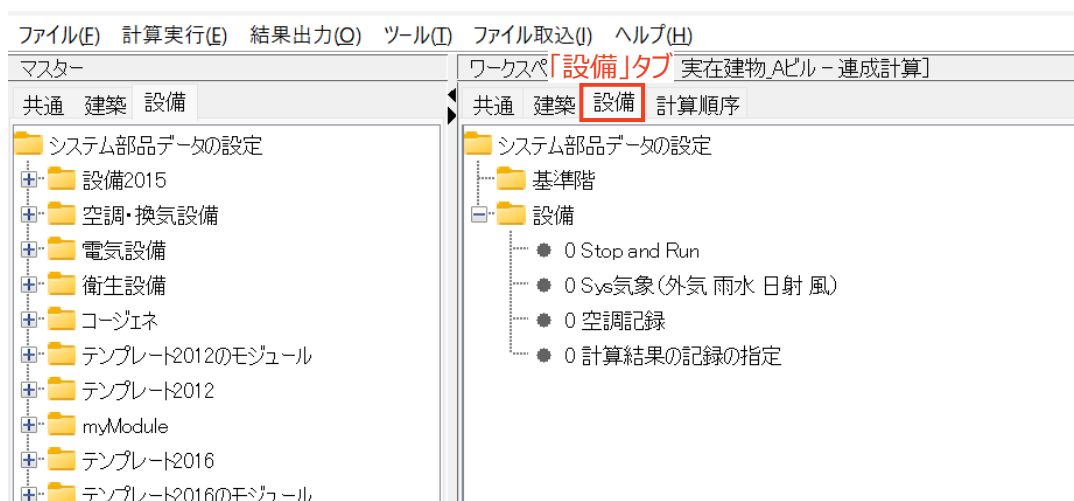 ファイル(F) 計算実行(E) 結果出力(O) ツール(T) ファイル取込(I) ヘルプ(H)
マスター
共通 建築 設備
システム部品データの設定
設備2015
空調・換気設備
電気設備
衛生設備
コージェネ
テンプレート2012のモジュール
テンプレート2012
myModule
テンプレート2016
テンプレート2016のモジュール
ワークスペ「設備」タブ 実在建物_Aビル - 連成計算]
共通 建築 設備 計算順序
システム部品データの設定
基準階
設備
0 Stop and Run
0 Sys気象(外気 雨水 日射 風)
0 空調記録
0 計算結果の記録の指定